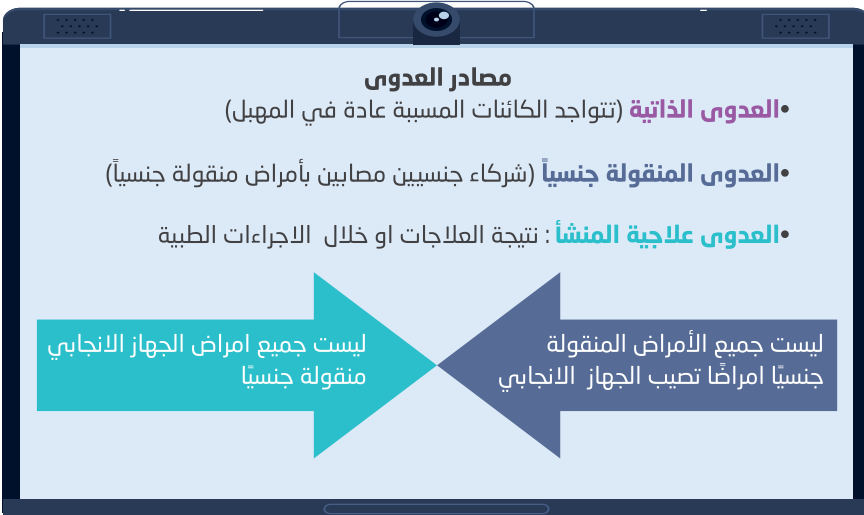 مصادر العدوى
•العدوى الذاتية (تتواجد الكائنات المسببة عادة في المهبل)
•العدوى المنقولة جنسياً (شركاء جنسيين مصابين بأمراض منقولة جنسياً)
•العدوى علاجية المنشأ : نتيجة العلاجات او خلال الاجراءات الطبية
ليست جميع الأمراض المنقولة
جنسيًا امراضًا تصيب الجهاز الانجابي
ليست جميع امراض الجهاز الانجابي
منقولة جنسيًا